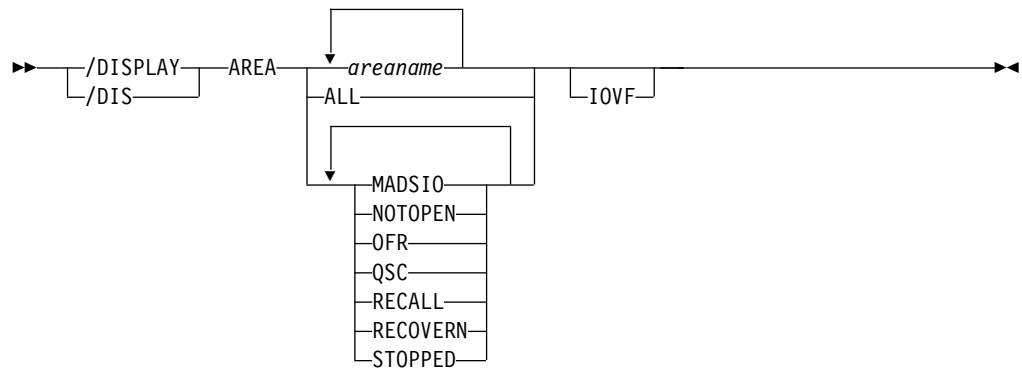 /DISPLAY AREA areaname
/DIS ALL IOVF
MADSIO
NOTOPEN
OFR
QSC
RECALL
RECOVERN
STOPPED